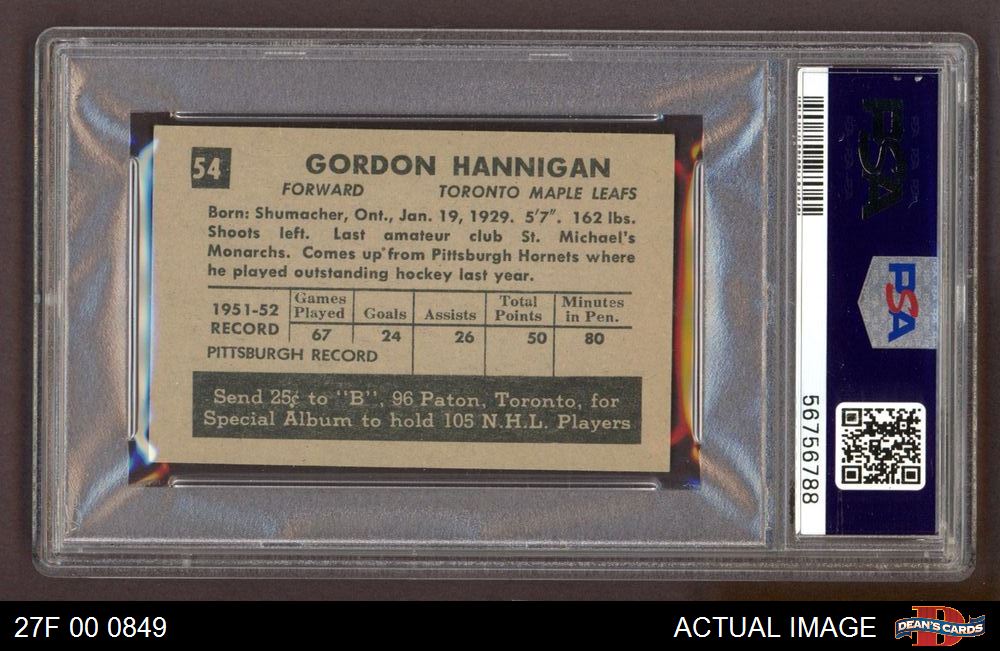 54
GORDON HANNIGAN
FORWARD TORONTO MAPLE LEAFS
Born: Shumacher, Ont., Jan. 19, 1929. 5'7". 162 lbs.
Shoots left. Last amateur club St. Michael's
Monarchs. Comes up from Pittsburgh Hornets where
he played outstanding hockey last year.
1951-52 RECORD
Games Played Goals Assists Total Points Minutes in Pen.
67 24 26 50 80
PITTSBURGH RECORD
Send 25¢ to "B", 96 Paton, Toronto, for
Special Album to hold 105 N.H.L. Players
PSA
PSA
56756788
27F 00 0849
ACTUAL IMAGE
DEAN'S CARDS